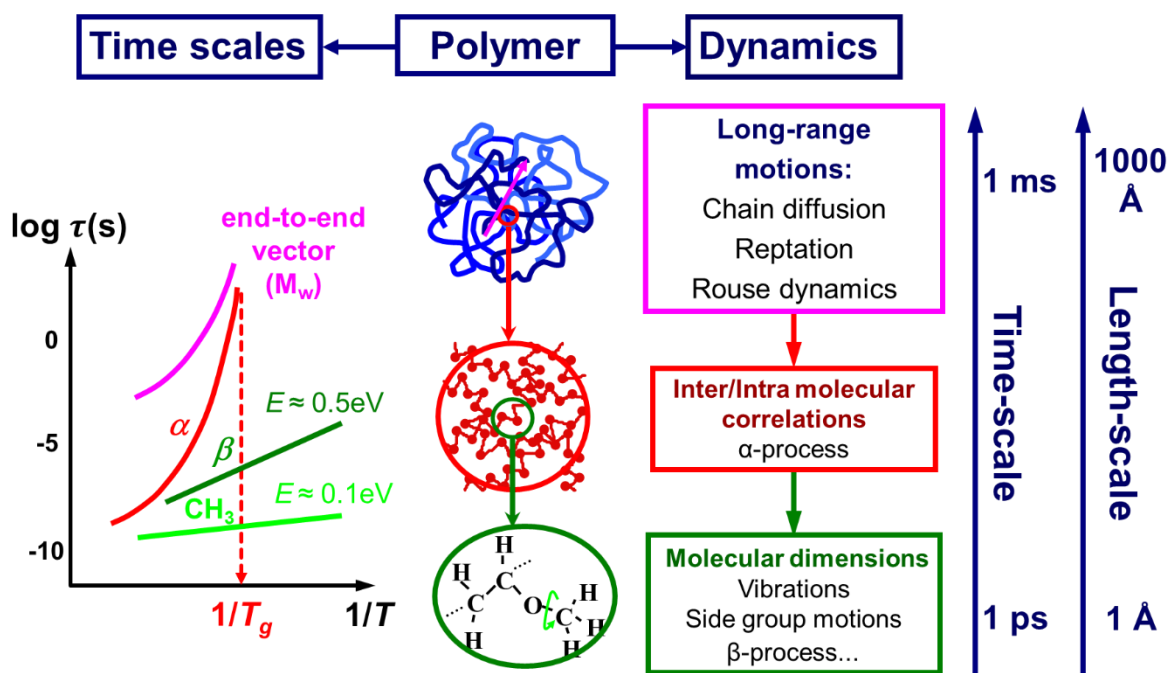 Time scales
Polymer
Dynamics
log τ(s)
0
-5
-10
end-to-end
vector
(Mw)
α
β
E ≈ 0.5eV
CH3
E ≈ 0.1eV
1/Tg
1/T
H
H
C
C
H
O
C
H
H
H
Long-range
motions:
Chain diffusion
Reptation
Rouse dynamics
Inter/Intra molecular
correlations
α-process
Molecular dimensions
Vibrations
Side group motions
β-process...
1 ms
Time-scale
1 ps
1000
Å
Length-scale
1 Å